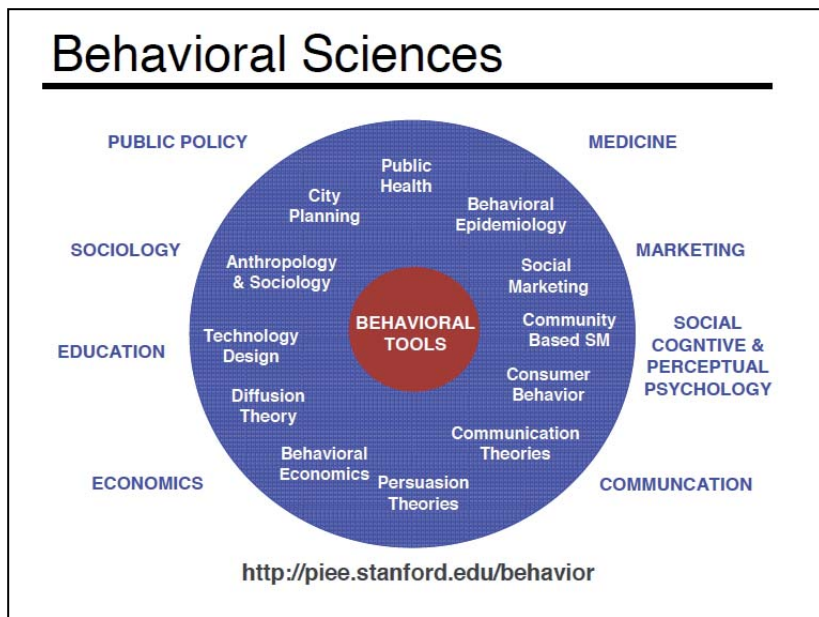 Behavioral Sciences
PUBLIC POLICY
MEDICINE
Public
Health
City
Planning
Behavioral
Epidemiology
SOCIOLOGY
MARKETING
Anthropology
& Sociology
Social
Marketing
BEHAVIORAL
TOOLS
Community
Based SM
SOCIAL
COGNTIVE &
PERCEPTUAL
PSYCHOLOGY
EDUCATION
Technology
Design
Consumer
Behavior
Diffusion
Theory
Communication
Theories
Behavioral
Economics
Persuasion
Theories
ECONOMICS
COMMUNCATION
http://piee.stanford.edu/behavior